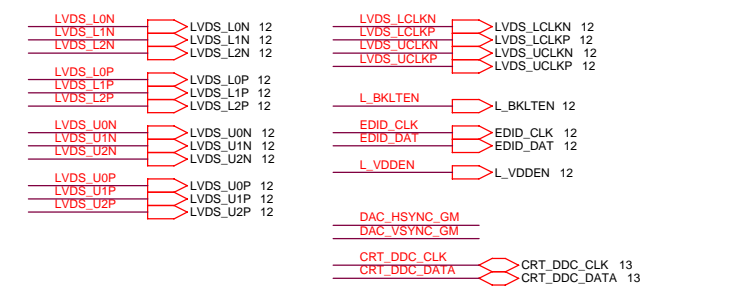 LVDS_L0N LVDS_L0N 12
LVDS_L1N LVDS_L1N 12
LVDS_L2N LVDS_L2N 12
LVDS_L0P LVDS_L0P 12
LVDS_L1P LVDS_L1P 12
LVDS_L2P LVDS_L2P 12
LVDS_U0N LVDS_U0N 12
LVDS_U1N LVDS_U1N 12
LVDS_U2N LVDS_U2N 12
LVDS_U0P LVDS_U0P 12
LVDS_U1P LVDS_U1P 12
LVDS_U2P LVDS_U2P 12
LVDS_LCLKN LVDS_LCLKN 12
LVDS_LCLKP LVDS_LCLKP 12
LVDS_UCLKN LVDS_UCLKN 12
LVDS_UCLKP LVDS_UCLKP 12
L_BKLTEN L_BKLTEN 12
EDID_CLK EDID_CLK 12
EDID_DAT EDID_DAT 12
L_VDDEN L_VDDEN 12
DAC_HSYNC_GM
DAC_VSYNC_GM
CRT_DDC_CLK CRT_DDC_CLK 13
CRT_DDC_DATA CRT_DDC_DATA 13